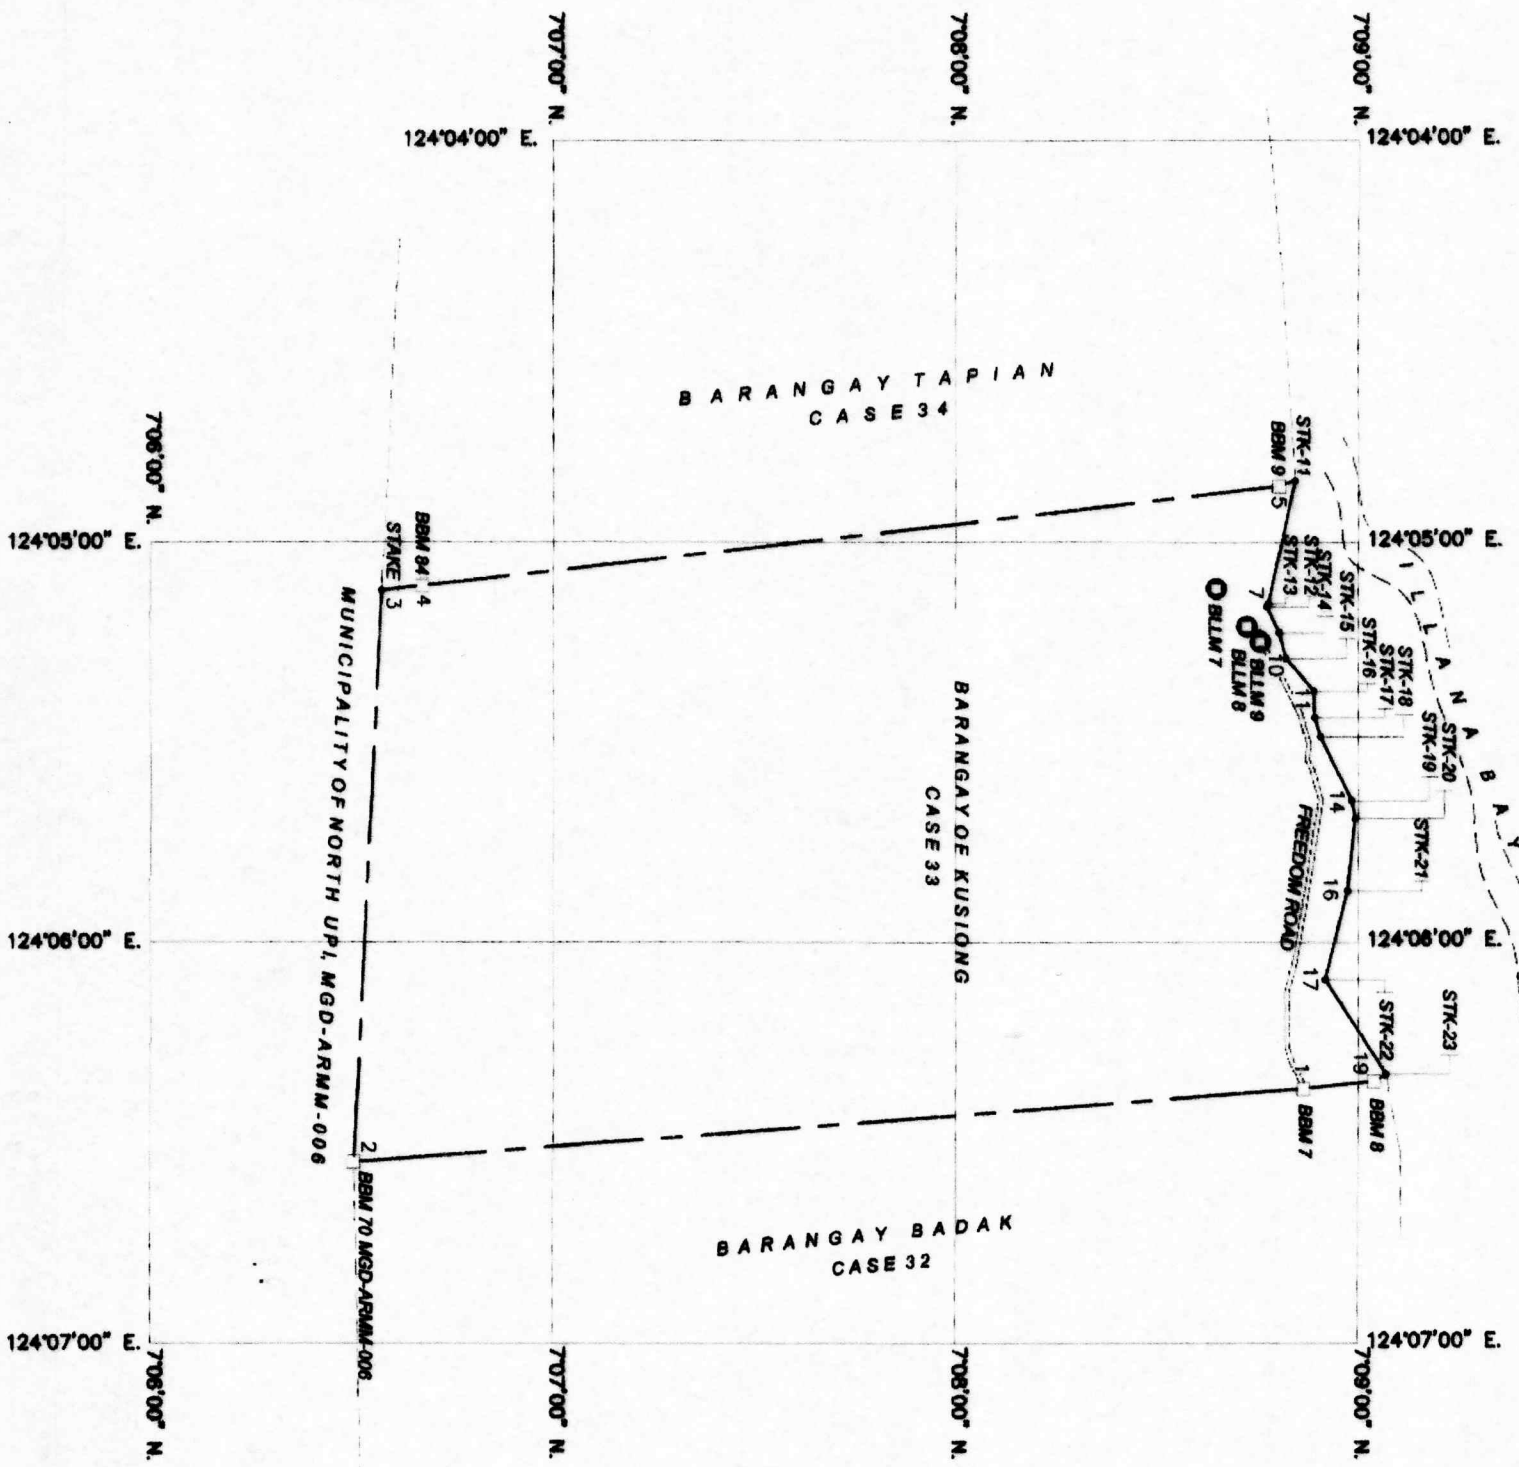 7°07'00" N.
7°08'00" N.
7°09'00" N.
124°04'00" E.
124°04'00" E.
BARANGAY TAPIAN
CASE 34
ILLANA BAY
STK-11
BBM 9
5
STK-13
STK-12
STK-14
STK-15
STK-16
STK-17
STK-18
STK-19
STK-20
STK-21
STK-22
STK-23
7
10
11
14
16
17
19
1
BLLM 7
BLLM 8
BLLM 9
FREEDOM ROAD
BBM 8
BBM 7
7°06'00" N.
124°05'00" E.
124°05'00" E.
BBM 84
4
STAKE
3
BARANGAY OF KUSIONG
CASE 33
MUNICIPALITY OF NORTH UPI, MGD-ARMM-006
124°06'00" E.
124°06'00" E.
2
BBM 70 MGD-ARMM-006
BARANGAY BADAK
CASE 32
124°07'00" E.
124°07'00" E.
7°06'00" N.
7°07'00" N.
7°08'00" N.
7°09'00" N.